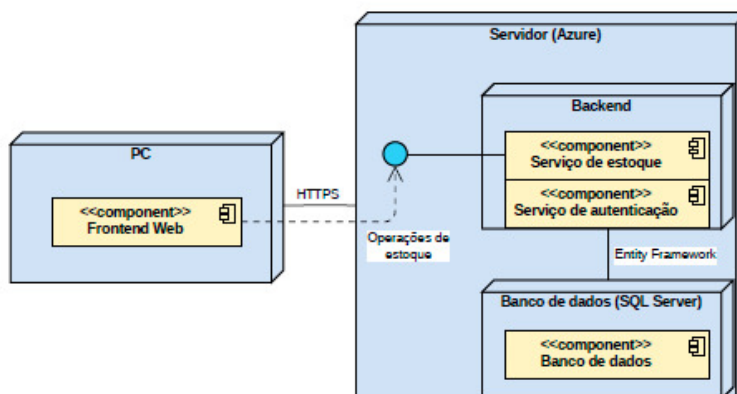 Servidor (Azure)
Backend
<<component>>
Serviço de estoque
<<component>>
Serviço de autenticação
PC
<<component>>
Frontend Web
HTTPS
Operações de
estoque
Entity Framework
Banco de dados (SQL Server)
<<component>>
Banco de dados